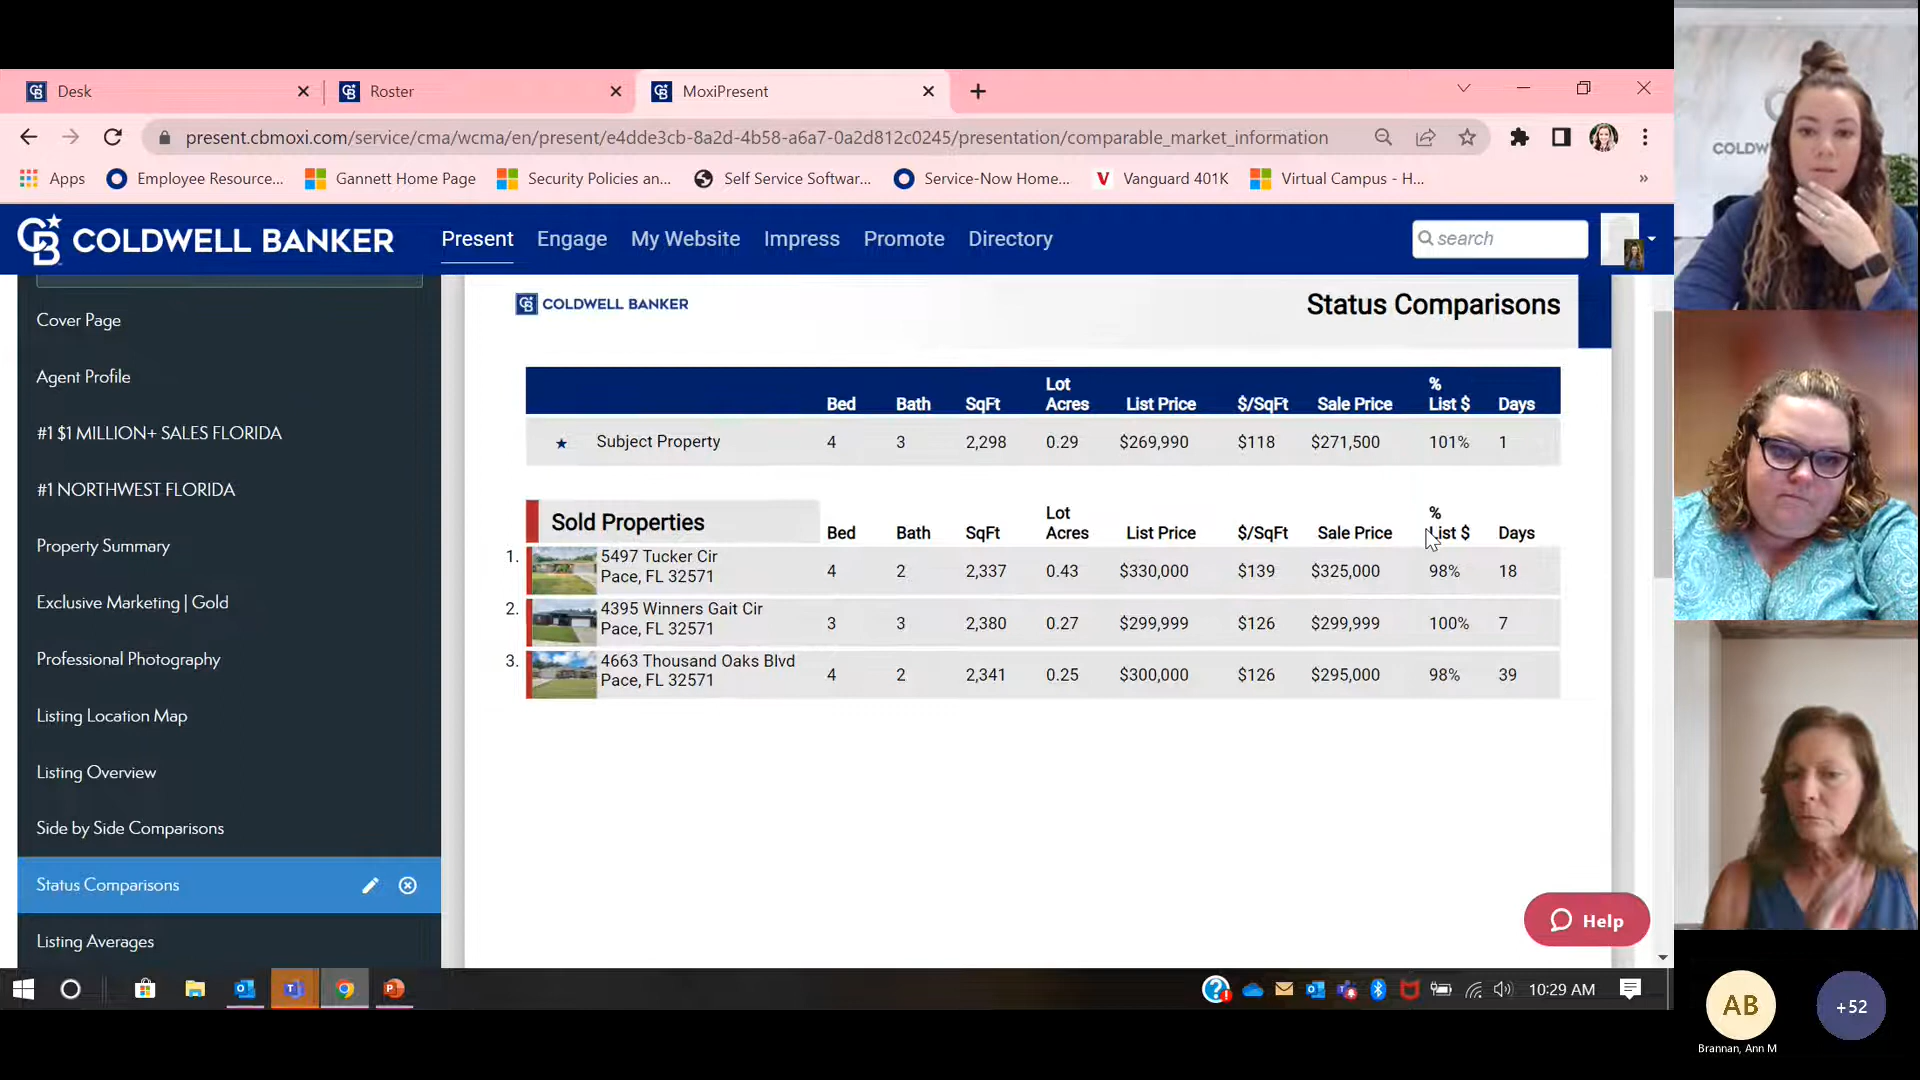 Desk
Roster
MoxiPresent
present.cbmoxi.com/service/cma/wcma/en/present/e4dde3cb-8a2d-4b58-a6a7-0a2d812c0245/presentation/comparable_market_information
Apps Employee Resource... Gannett Home Page Security Policies an... Self Service Softwar... Service-Now Home... Vanguard 401K Virtual Campus - H... »
COLDWELL BANKER Present Engage My Website Impress Promote Directory search
Cover Page
Agent Profile
#1 $1 MILLION+ SALES FLORIDA
#1 NORTHWEST FLORIDA
Property Summary
Exclusive Marketing | Gold
Professional Photography
Listing Location Map
Listing Overview
Side by Side Comparisons
Status Comparisons
Listing Averages
COLDWELL BANKER
Status Comparisons
Bed Bath SqFt Lot Acres List Price $/SqFt Sale Price % List $ Days
Subject Property 4 3 2,298 0.29 $269,990 $118 $271,500 101% 1
Sold Properties Bed Bath SqFt Lot Acres List Price $/SqFt Sale Price % List $ Days
1. 5497 Tucker Cir
Pace, FL 32571 4 2 2,337 0.43 $330,000 $139 $325,000 98% 18
2. 4395 Winners Gait Cir
Pace, FL 32571 3 3 2,380 0.27 $299,999 $126 $299,999 100% 7
3. 4663 Thousand Oaks Blvd
Pace, FL 32571 4 2 2,341 0.25 $300,000 $126 $295,000 98% 39
Help
10:29 AM
COLDW
AB
Brannan, Ann M
+52